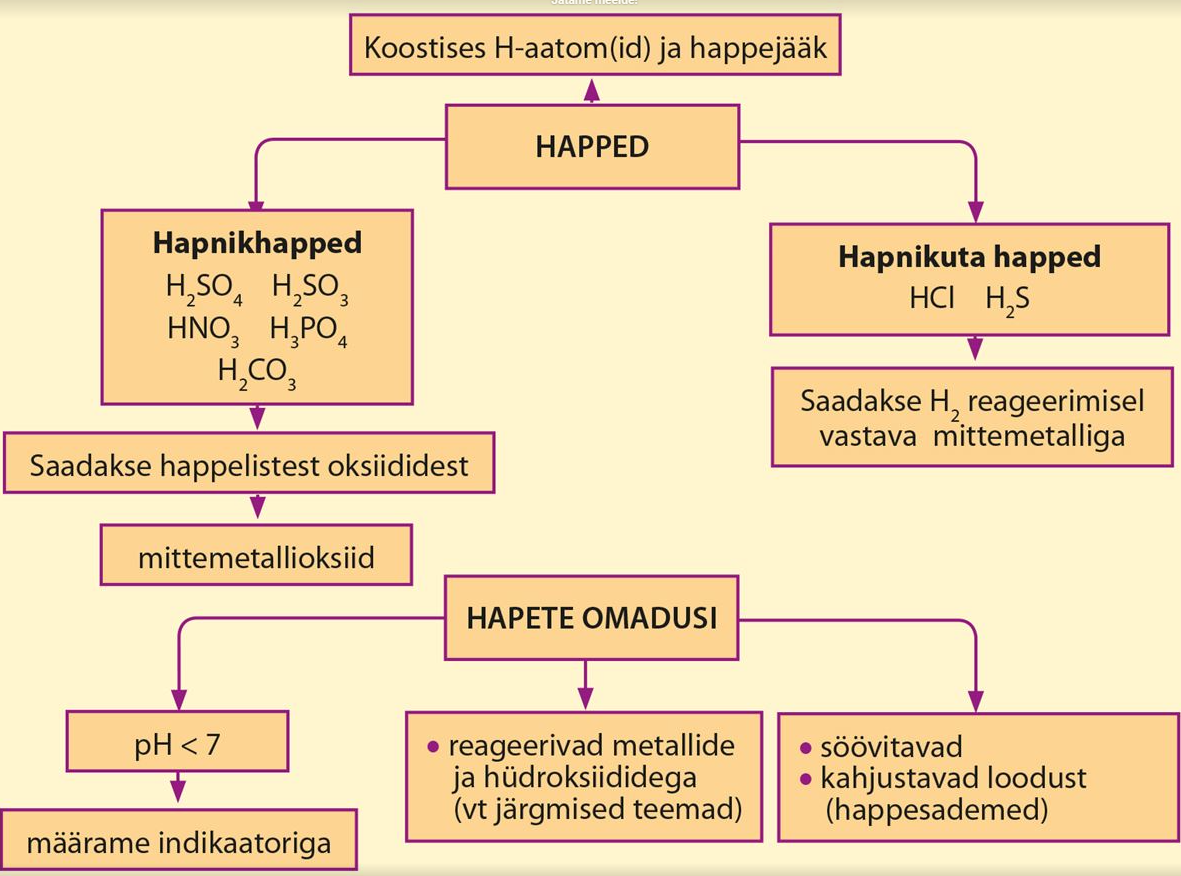 Jätame meelde!
Koostises H-aatom(id) ja happejääk
HAPPED
Hapnikhapped
H₂SO₄ H₂SO₃
HNO₃ H₃PO₄
H₂CO₃
Hapnikuta happed
HCl H₂S
Saadakse H₂ reageerimisel
vastava mittemetalliga
Saadakse happelistest oksiididest
mittemetallioksiid
HAPETE OMADUSI
pH < 7
määrame indikaatoriga
• reageerivad metallide
ja hüdroksiididega
(vt järgmised teemad)
• söövitavad
• kahjustavad loodust
(happesademed)